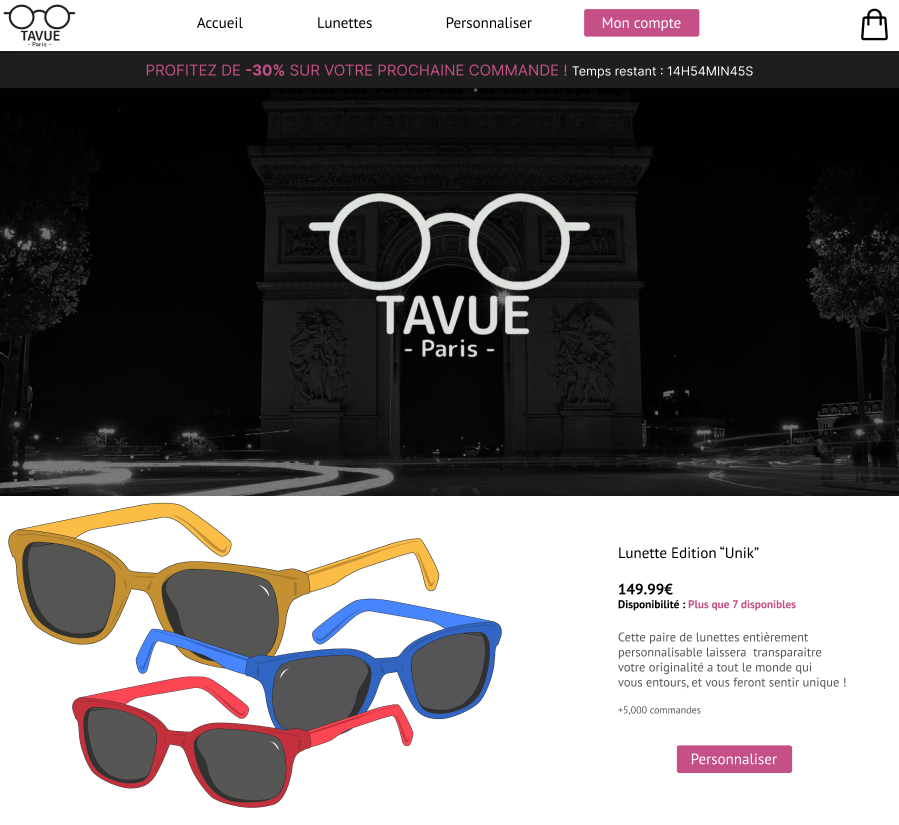 TAVUE
- Paris -
Accueil
Lunettes
Personnaliser
Mon compte
PROFITEZ DE -30% SUR VOTRE PROCHAINE COMMANDE ! Temps restant : 14H54MIN45S
TAVUE
- Paris -
Lunette Edition “Unik”
149.99€
Disponibilité : Plus que 7 disponibles
Cette paire de lunettes entièrement
personnalisable laissera transparaitre
votre originalité a tout le monde qui
vous entours, et vous feront sentir unique !
+5,000 commandes
Personnaliser